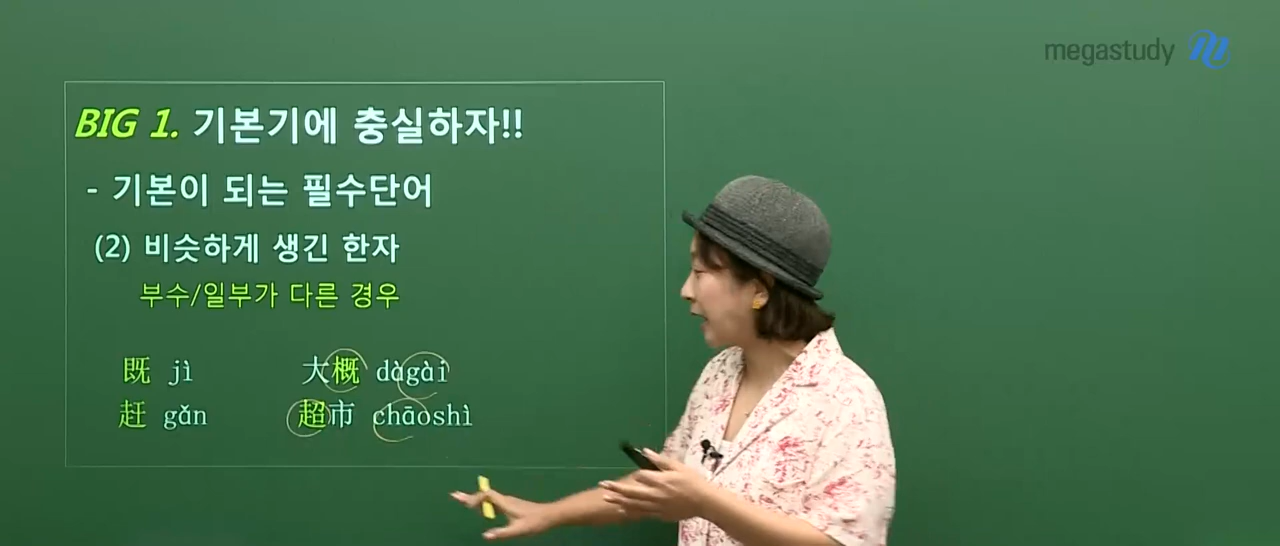 megastudy
BIG 1. 기본기에 충실하자!!
- 기본이 되는 필수단어
(2) 비슷하게 생긴 한자
부수/일부가 다른 경우
既 jì 大概 dàgài
赶 gǎn 超市 chāoshì